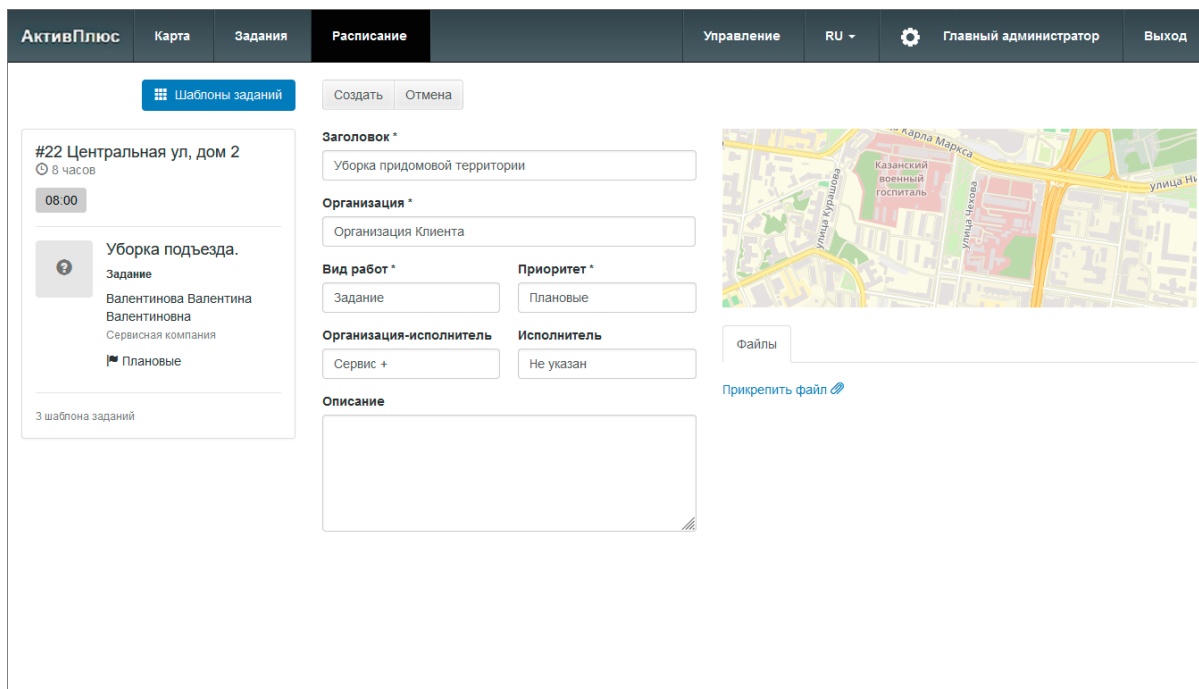 АктивПлюс Карта Задания Расписание Управление RU Главный администратор Выход
Шаблоны заданий
#22 Центральная ул, дом 2
8 часов
08:00
Уборка подъезда.
Задание
Валентинова Валентина
Валентиновна
Сервисная компания
Плановые
3 шаблона заданий
Создать Отмена
Заголовок *
Уборка придомовой территории
Организация *
Организация Клиента
Вид работ * Приоритет *
Задание Плановые
Организация-исполнитель Исполнитель
Сервис + Не указан
Описание
Карла Маркса
Казанский
военный
госпиталь
улица Курашова
улица Чехова
улица Ни
Файлы
Прикрепить файл